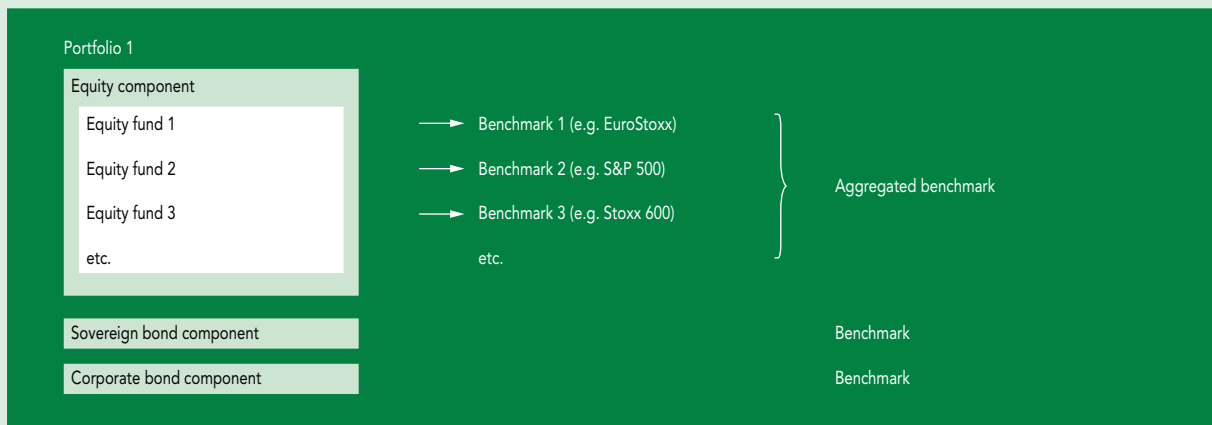 Portfolio 1
Equity component
Equity fund 1
Benchmark 1 (e.g. EuroStoxx)
Equity fund 2
Benchmark 2 (e.g. S&P 500)
Aggregated benchmark
Equity fund 3
Benchmark 3 (e.g. Stoxx 600)
etc.
etc.
Sovereign bond component
Benchmark
Corporate bond component
Benchmark